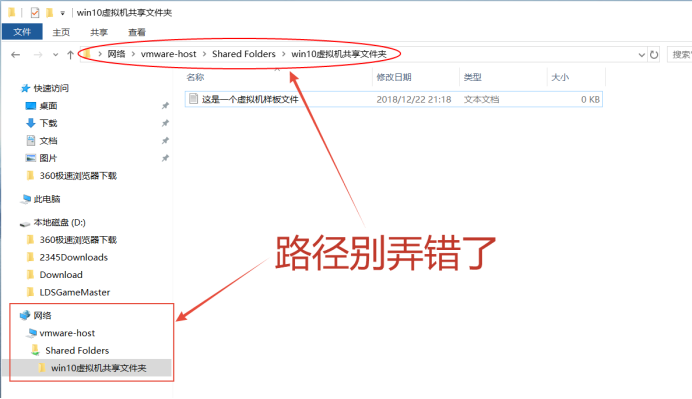 win10虚拟机共享文件夹
文件 主页 共享 查看
网络 > vmware-host > Shared Folders > win10虚拟机共享文件夹
搜索
名称 修改日期 类型 大小
这是一个虚拟机样板文件 2018/12/22 21:18 文本文档 0 KB
快速访问
桌面
下载
文档
图片
360极速浏览器下载
此电脑
本地磁盘 (D:)
360极速浏览器下载
2345Downloads
Download
LDSGameMaster
网络
vmware-host
Shared Folders
win10虚拟机共享文件夹
路径别弄错了